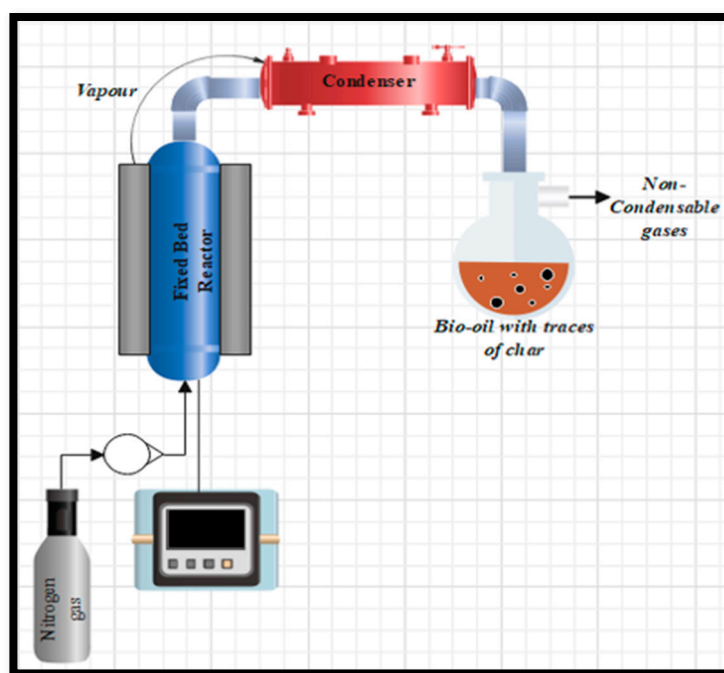 Vapour
Condenser
Fixed Bed
Reactor
Non-
Condensable
gases
Bio-oil with traces
of char
Nitrogen
gas